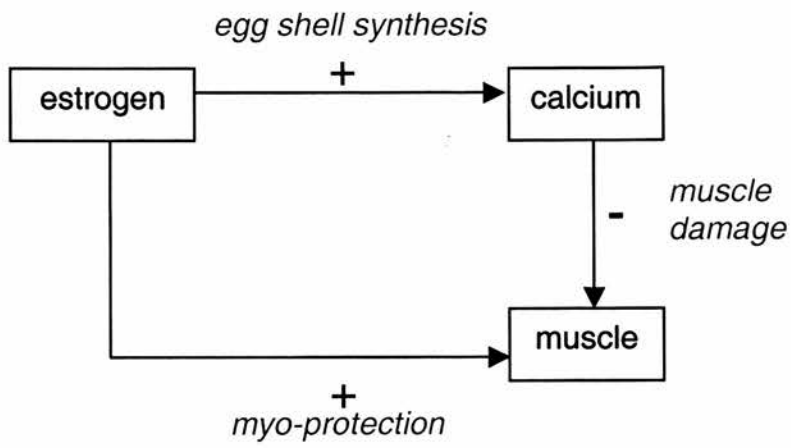 egg shell synthesis
+
estrogen
calcium
-
muscle
damage
muscle
+
myo-protection